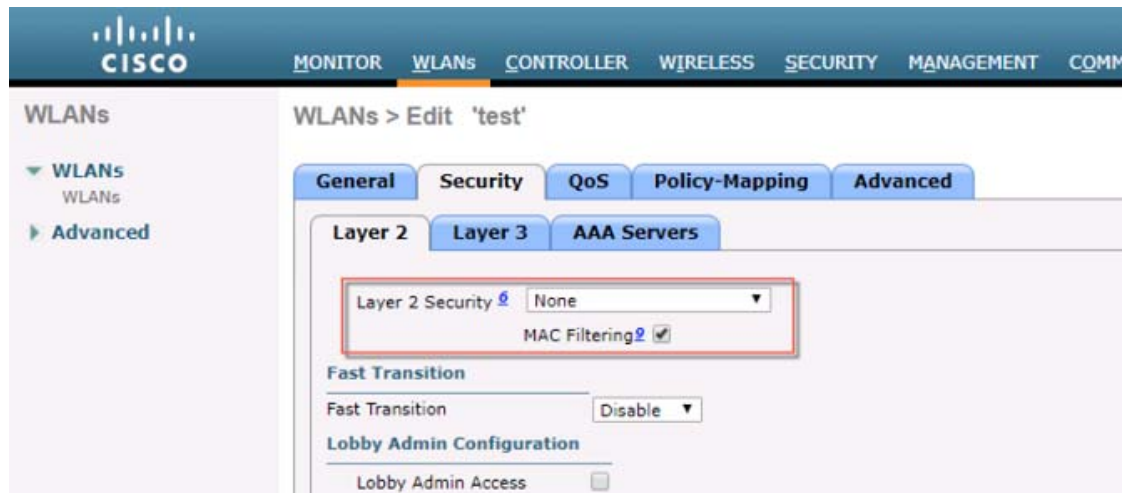 CISCO
MONITOR WLANs CONTROLLER WIRELESS SECURITY MANAGEMENT
WLANs
WLANs > Edit 'test'
WLANs
WLANs
Advanced
General Security QoS Policy-Mapping Advanced
Layer 2 Layer 3 AAA Servers
Layer 2 Security 6 None
MAC Filtering 9
Fast Transition
Fast Transition Disable
Lobby Admin Configuration
Lobby Admin Access